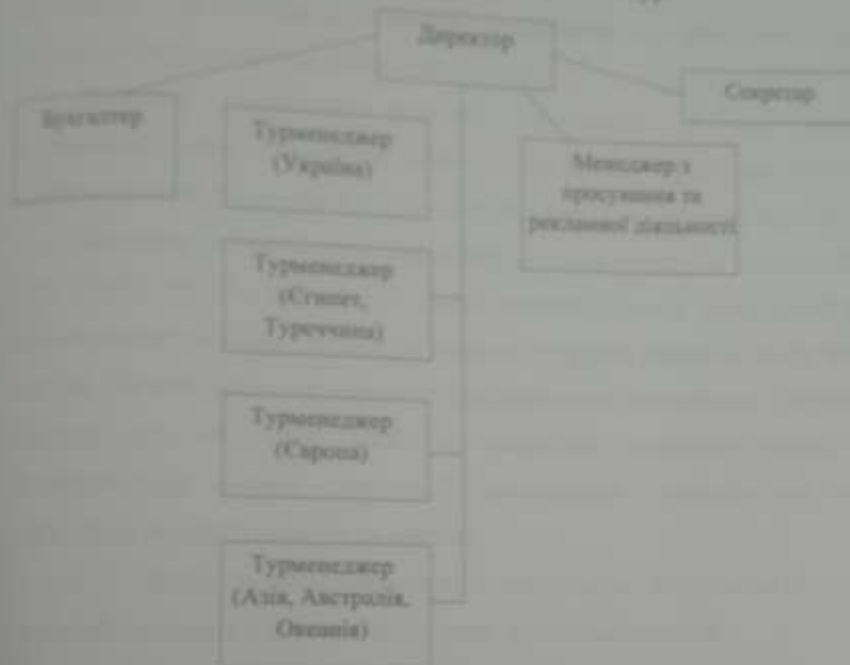 Директор
Секретар
Бухгалтер
Турменеджер
(Україна)
Менеджер з
просування та
рекламної діяльності
Турменеджер
(Єгипет,
Туреччина)
Турменеджер
(Європа)
Турменеджер
(Азія, Австралія,
Океанія)